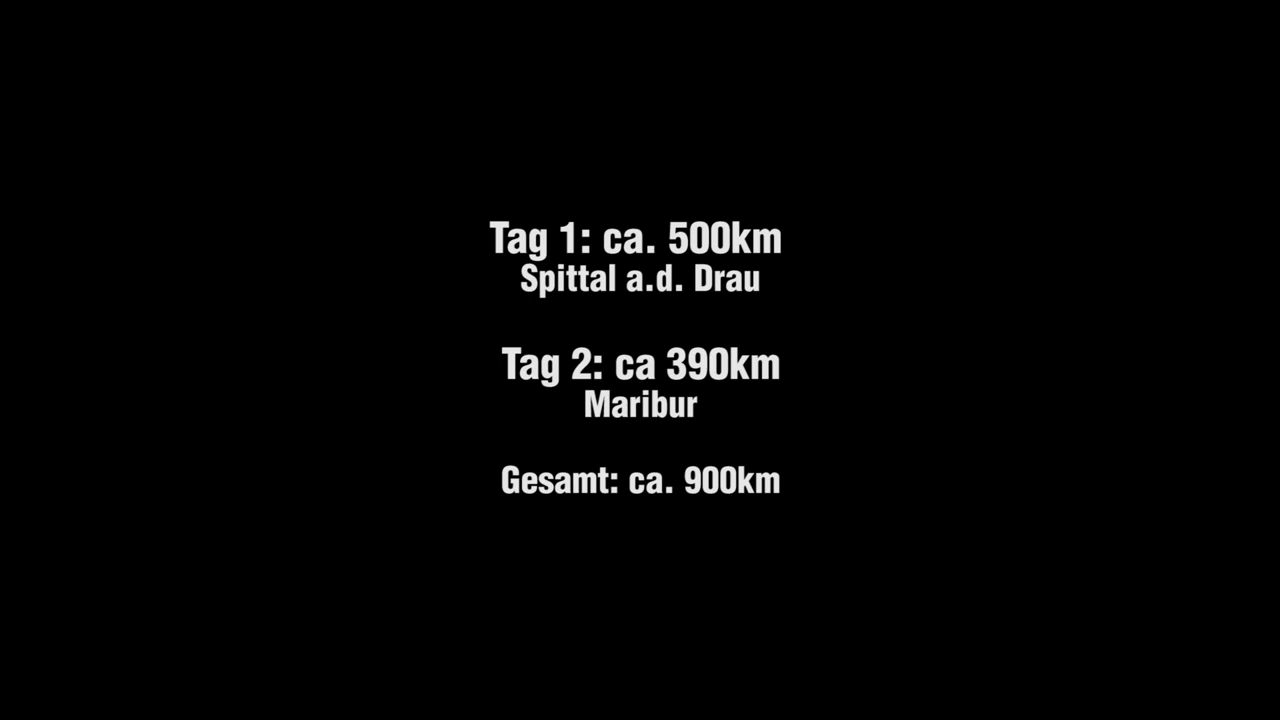 Tag 1: ca. 500km
Spittal a.d. Drau
Tag 2: ca 390km
Maribur
Gesamt: ca. 900km